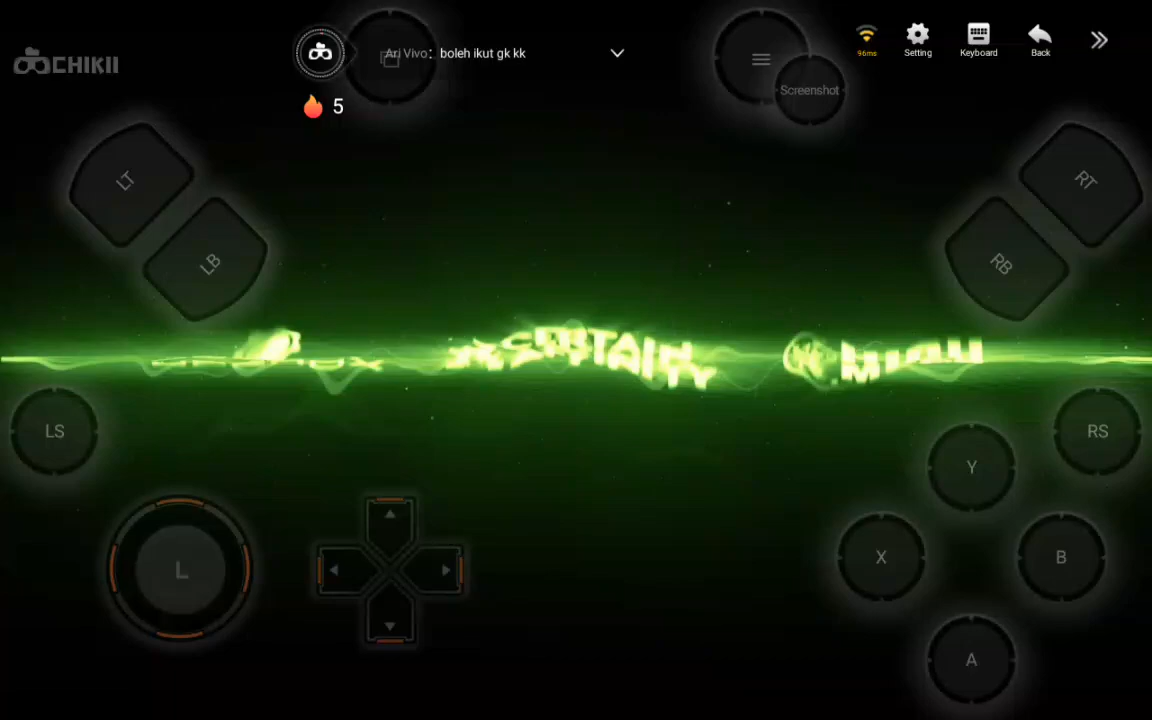 CHIKII
Ari Vivo： boleh ikut gk kk
96ms
Setting
Keyboard
Back
5
Screenshot
LT
LB
RT
RB
LS
RS
L
Y
X
B
A